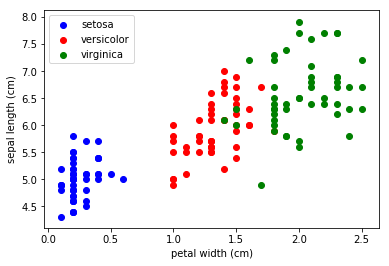 setosa
versicolor
virginica
8.0
7.5
7.0
6.5
6.0
5.5
5.0
4.5
sepal length (cm)
0.0 0.5 1.0 1.5 2.0 2.5
petal width (cm)